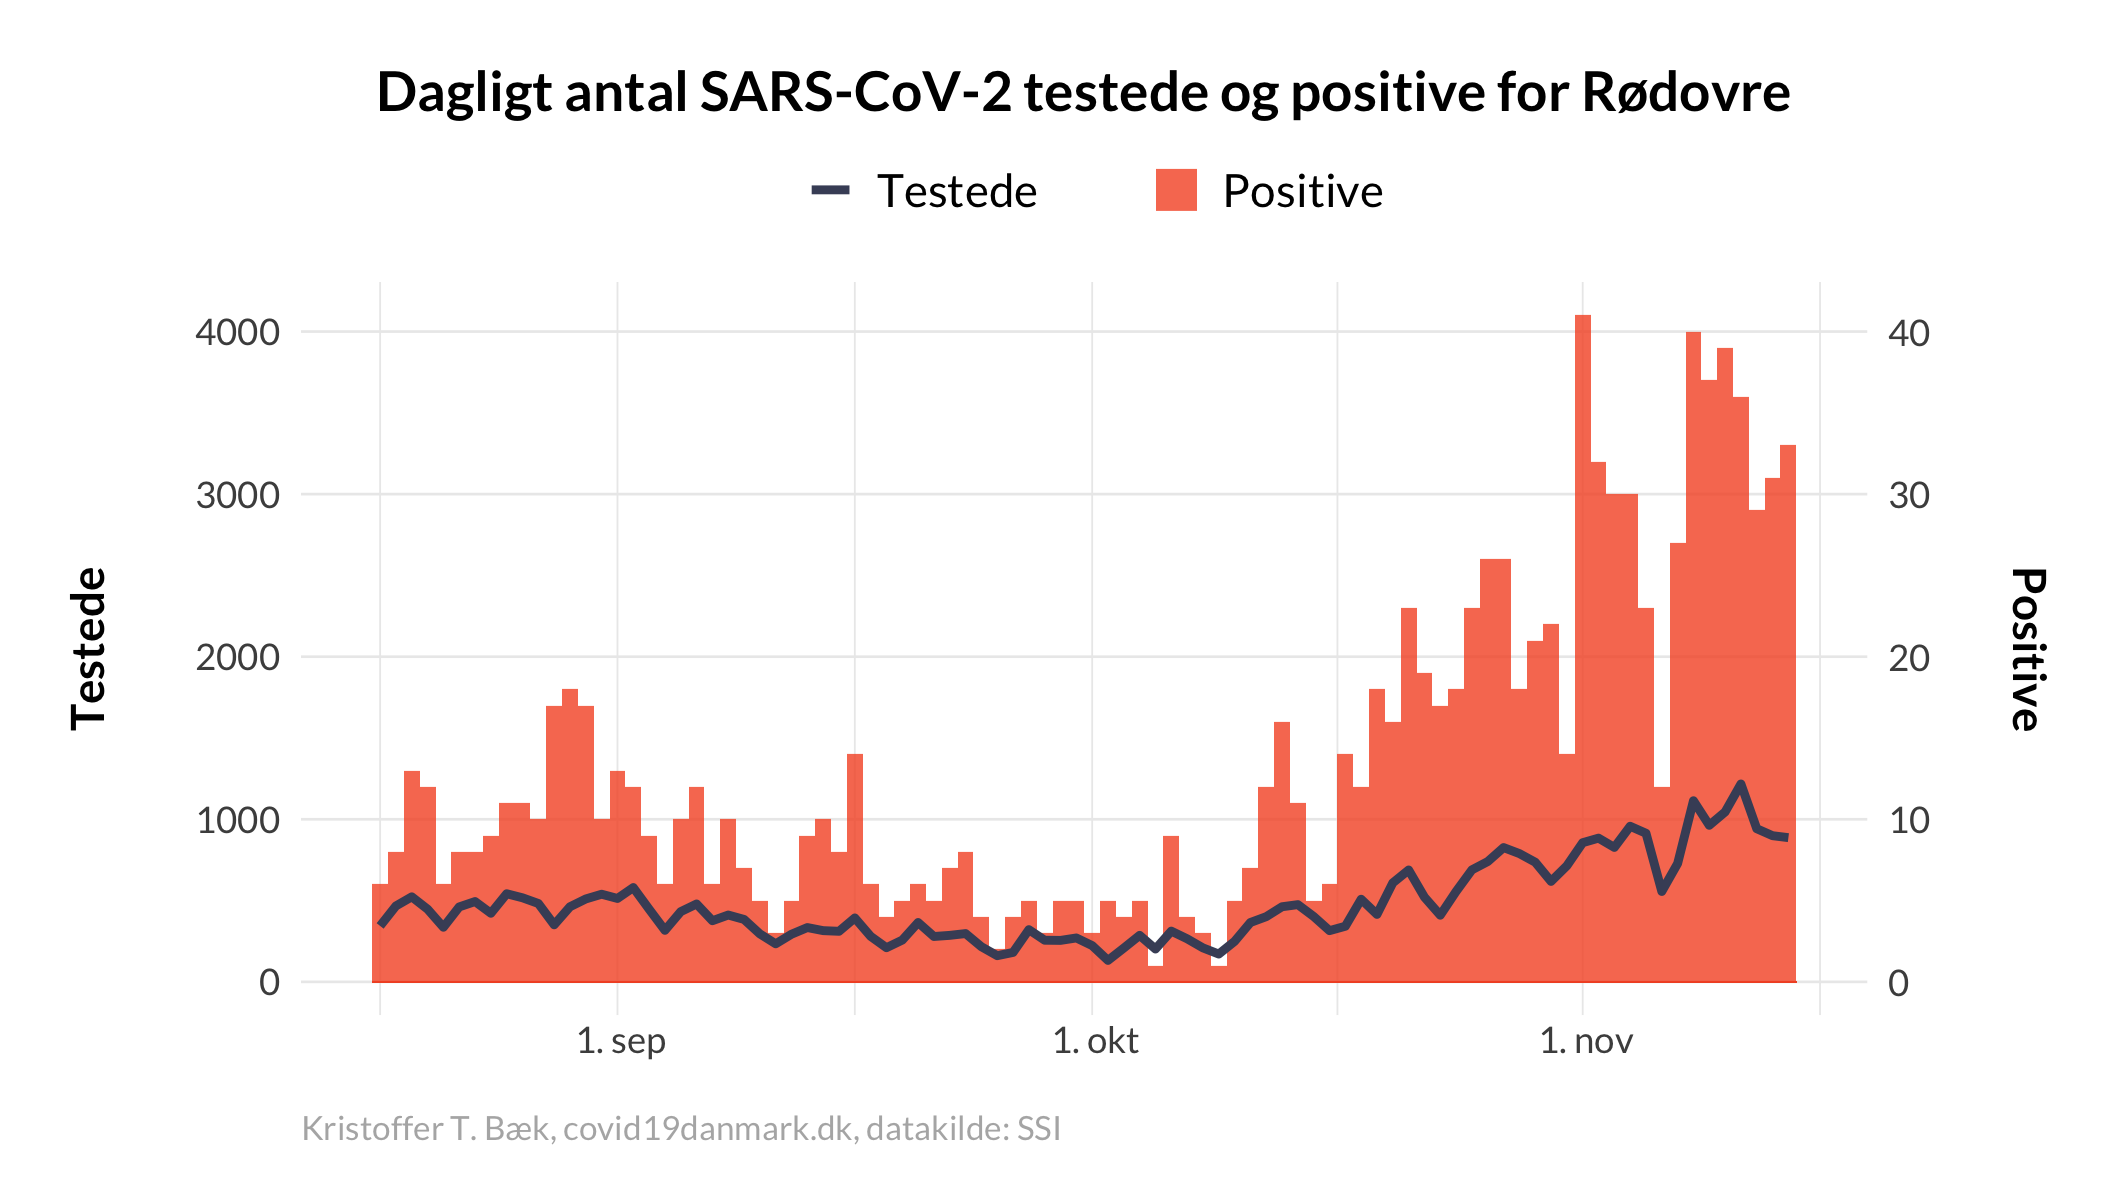 Dagligt antal SARS-CoV-2 testede og positive for Rødovre
Testede Positive
4000 40
3000 30
2000 20
1000 10
0 0
Testede
Positive
1. sep 1. okt 1. nov
Kristoffer T. Bæk, covid19danmark.dk, datakilde: SSI